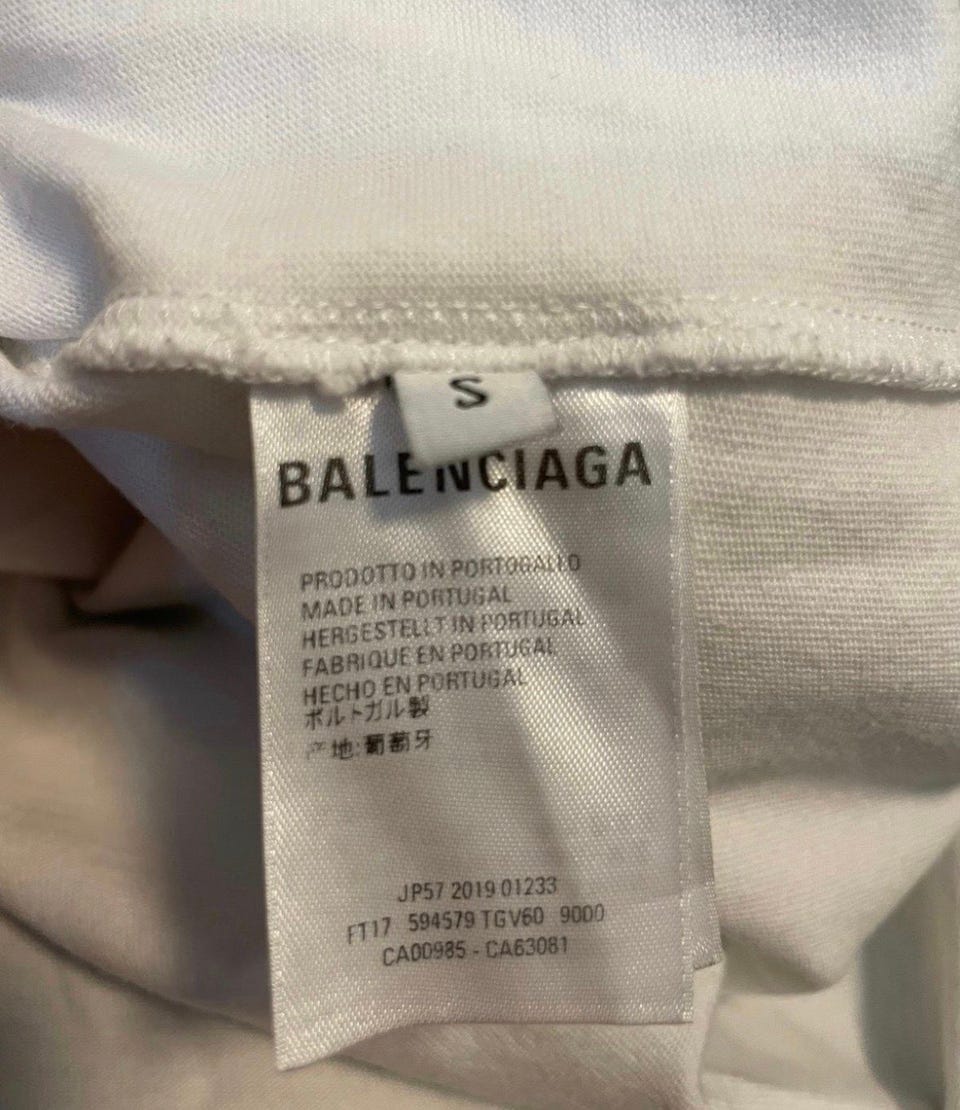 S
BALENCIAGA
PRODOTTO IN PORTOGALLO
MADE IN PORTUGAL
HERGESTELLT IN PORTUGAL
FABRIQUE EN PORTUGAL
HECHO EN PORTUGAL
ポルトガル製
产地:葡萄牙
JP57 2019 01233
FT17 594579 TGV60 9000
CA00985 - CA63081